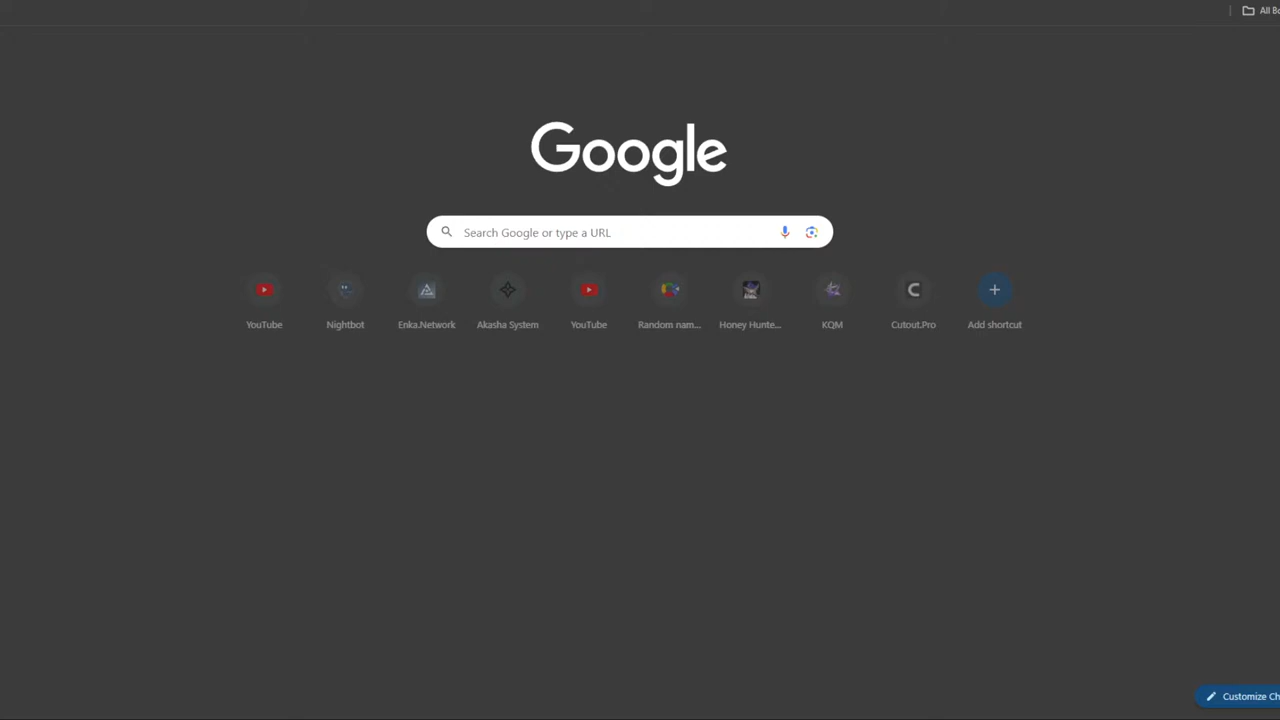 All Bo
Google
Search Google or type a URL
YouTube
Nightbot
Enka.Network
Akasha System
YouTube
Random nam...
Honey Hunte...
KQM
Cutout.Pro
Add shortcut
Customize Ch